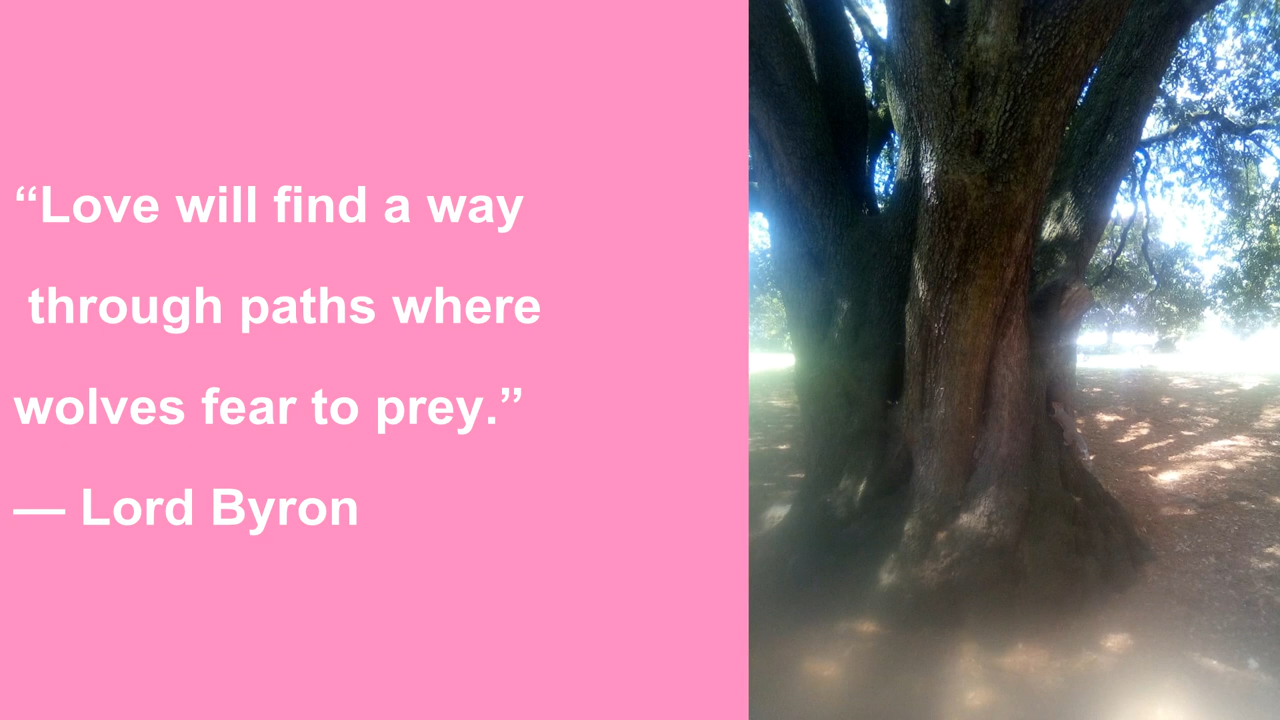 “Love will find a way
through paths where
wolves fear to prey.”
— Lord Byron